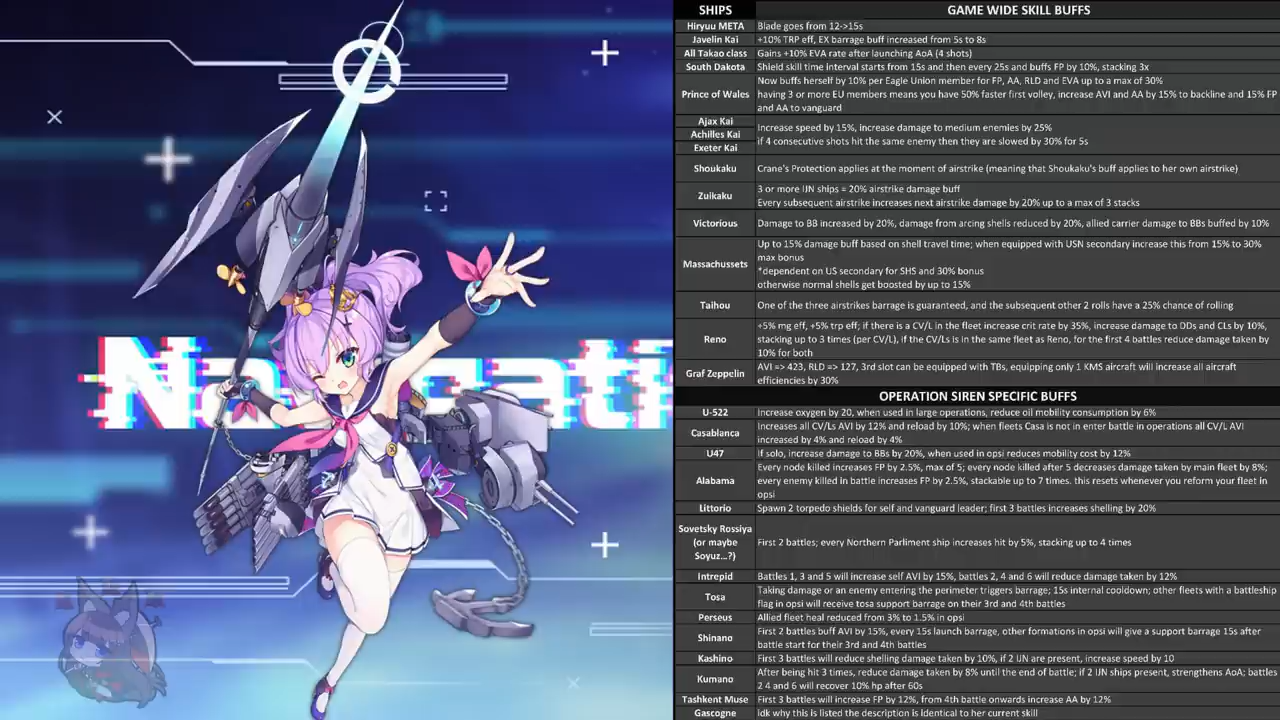 Navigati
SHIPS GAME WIDE SKILL BUFFS
Hiryuu META Blade goes from 12->15s
Javelin Kai +10% TRP eff, EX barrage buff increased from 5s to 8s
All Takao class Gains +10% EVA rate after launching AoA (4 shots)
South Dakota Shield skill time interval starts from 15s and then every 25s and buffs FP by 10%, stacking 3x
Prince of Wales Now buffs herself by 10% per Eagle Union member for FP, AA, RLD and EVA up to a max of 30%
having 3 or more EU members means you have 50% faster first volley, increase AVI and AA by 15% to backline and 15% FP
and AA to vanguard
Ajax Kai
Achilles Kai
Exeter Kai
Increase speed by 15%, increase damage to medium enemies by 25%
if 4 consecutive shots hit the same enemy then they are slowed by 30% for 5s
Shoukaku Crane's Protection applies at the moment of airstrike (meaning that Shoukaku's buff applies to her own airstrike)
Zuikaku 3 or more IJN ships = 20% airstrike damage buff
Every subsequent airstrike increases next airstrike damage by 20% up to a max of 3 stacks
Victorious Damage to BB increased by 20%, damage from arcing shells reduced by 20%, allied carrier damage to BBs buffed by 10%
Massachussets Up to 15% damage buff based on shell travel time; when equipped with USN secondary increase this from 15% to 30%
max bonus
*dependent on US secondary for SHS and 30% bonus
otherwise normal shells get boosted by up to 15%
Taihou One of the three airstrikes barrage is guaranteed, and the subsequent other 2 rolls have a 25% chance of rolling
Reno +5% mg eff, +5% trp eff; if there is a CV/L in the fleet increase crit rate by 35%, increase damage to DDs and CLs by 10%,
stacking up to 3 times (per CV/L), if the CV/Ls is in the same fleet as Reno, for the first 4 battles reduce damage taken by
10% for both
Graf Zeppelin AVI => 423, RLD => 127, 3rd slot can be equipped with TBs, equipping only 1 KMS aircraft will increase all aircraft
efficiencies by 30%
OPERATION SIREN SPECIFIC BUFFS
U-522 Increase oxygen by 20, when used in large operations, reduce oil mobility consumption by 6%
Casablanca Increases all CV/Ls AVI by 12% and reload by 10%; when fleets Casa is not in enter battle in operations all CV/L AVI
increased by 4% and reload by 4%
U47 If solo, increase damage to BBs by 20%, when used in opsi reduces mobility cost by 12%
Alabama Every node killed increases FP by 2.5%, max of 5; every node killed after 5 decreases damage taken by main fleet by 8%;
every enemy killed in battle increases FP by 2.5%, stackable up to 7 times. this resets whenever you reform your fleet in
opsi
Littorio Spawn 2 torpedo shields for self and vanguard leader; first 3 battles increases shelling by 20%
Sovetsky Rossiya
(or maybe
Soyuz...?)
First 2 battles; every Northern Parliment ship increases hit by 5%, stacking up to 4 times
Intrepid Battles 1, 3 and 5 will increase self AVI by 15%, battles 2, 4 and 6 will reduce damage taken by 12%
Tosa Taking damage or an enemy entering the perimeter triggers barrage; 15s internal cooldown; other fleets with a battleship
flag in opsi will receive tosa support barrage on their 3rd and 4th battles
Perseus Allied fleet heal reduced from 3% to 1.5% in opsi
Shinano First 2 battles buff AVI by 15%, every 15s launch barrage, other formations in opsi will give a support barrage 15s after
battle start for their 3rd and 4th battles
Kashino First 3 battles will reduce shelling damage taken by 10%, if 2 IJN are present, increase speed by 10
Kumano After being hit 3 times, reduce damage taken by 8% until the end of battle; if 2 IJN ships present, strengthens AoA; battles
2 4 and 6 will recover 10% hp after 60s
Tashkent Muse First 3 battles will increase FP by 12%, from 4th battle onwards increase AA by 12%
Gascogne idk why this is listed the description is identical to her current skill